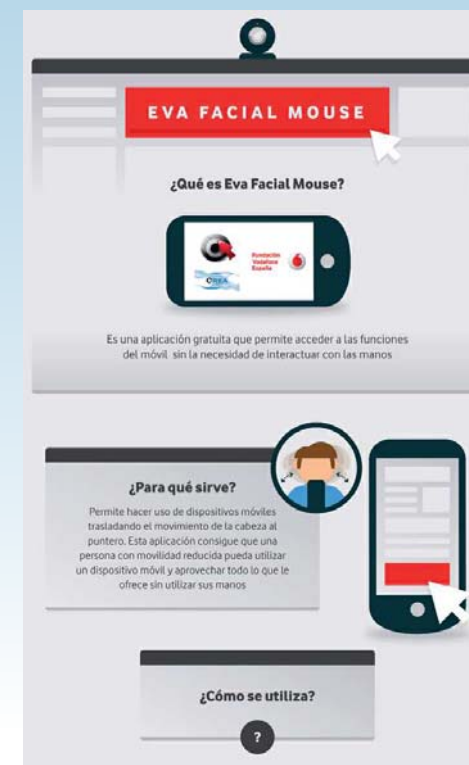 EVA FACIAL MOUSE
¿Qué es Eva Facial Mouse?
CREA
Fundación
Vodafone
España
Es una aplicación gratuita que permite acceder a las funciones
del móvil sin la necesidad de interactuar con las manos
¿Para qué sirve?
Permite hacer uso de dispositivos móviles
trasladando el movimiento de la cabeza al
puntero. Esta aplicación consigue que una
persona con movilidad reducida pueda utilizar
un dispositivo móvil y aprovechar todo lo que le
ofrece sin utilizar sus manos
¿Cómo se utiliza?
?